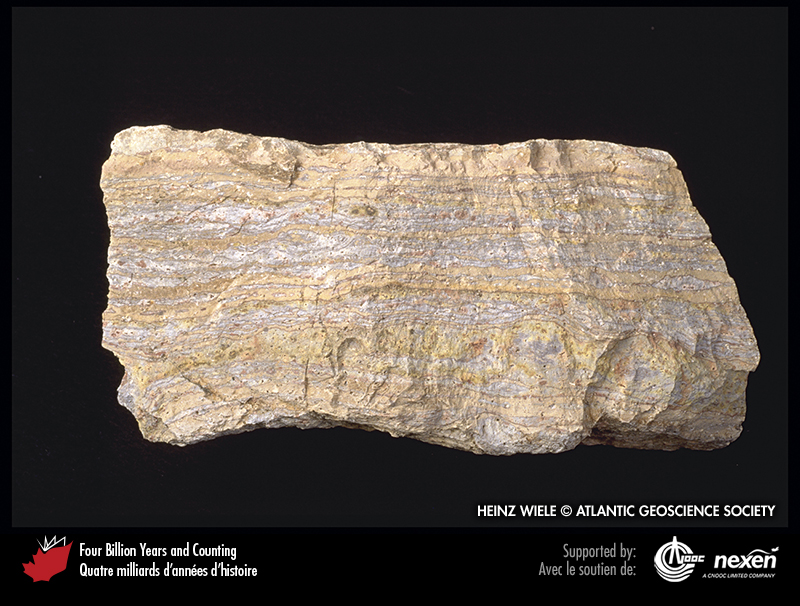 HEINZ WIELE © ATLANTIC GEOSCIENCE SOCIETY
Four Billion Years and Counting
Quatre milliards d'années d'histoire
Supported by:
Avec le soutien de:
CNOOC nexen
A CNOOC LIMITED COMPANY